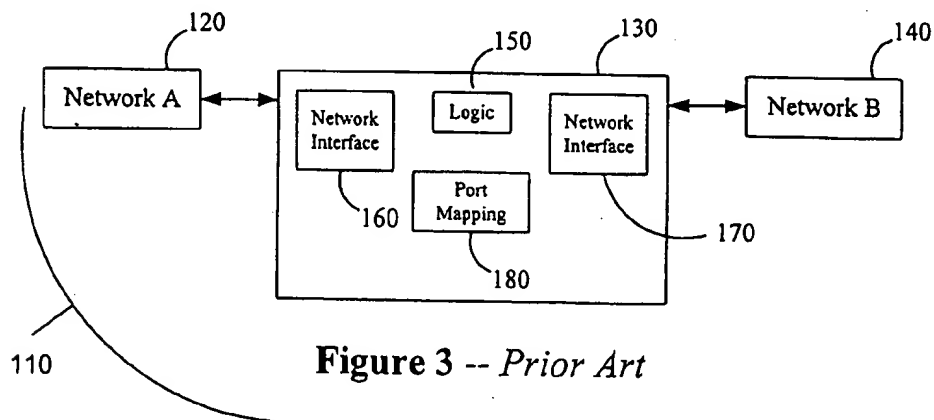 120
150
130
140
Network A
Logic
Network B
Network
Interface
Network
Interface
Port
Mapping
160
170
180
110
Figure 3 -- Prior Art